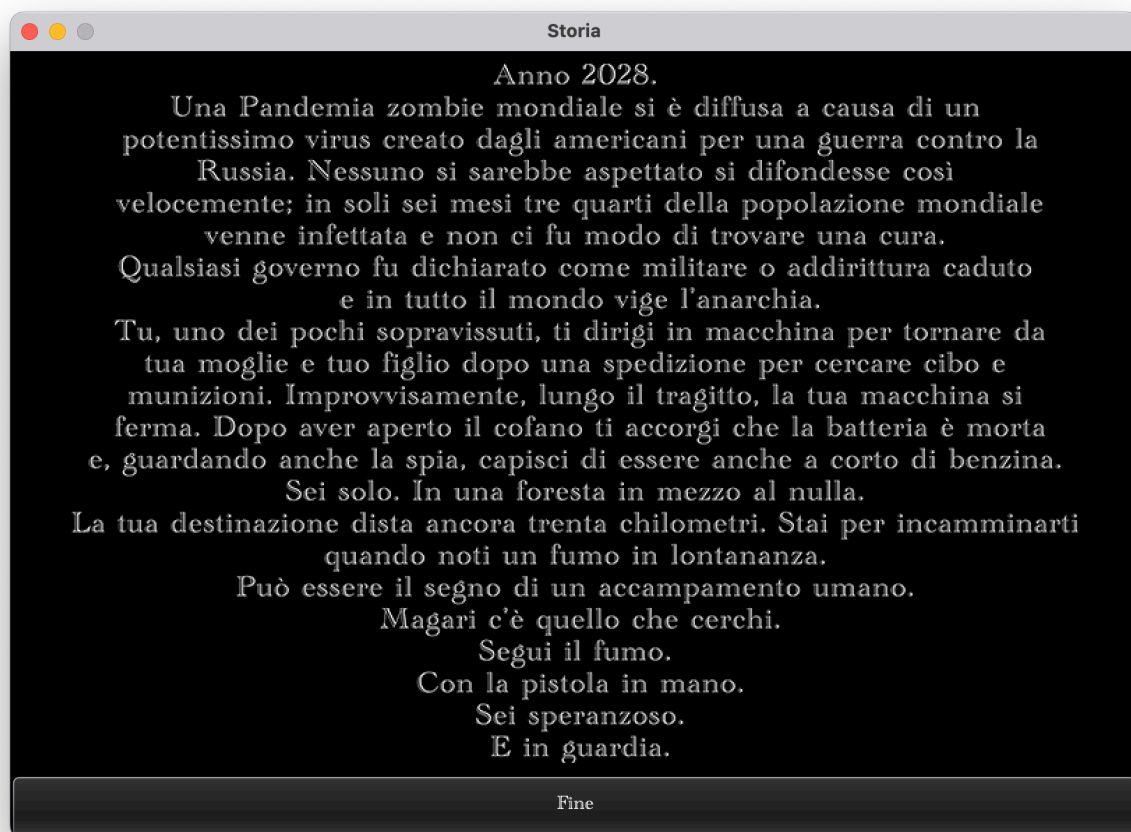 Storia
Anno 2028.
Una Pandemia zombie mondiale si è diffusa a causa di un
potentissimo virus creato dagli americani per una guerra contro la
Russia. Nessuno si sarebbe aspettato si difondesse così
velocemente; in soli sei mesi tre quarti della popolazione mondiale
venne infettata e non ci fu modo di trovare una cura.
Qualsiasi governo fu dichiarato come militare o addirittura caduto
e in tutto il mondo vige l'anarchia.
Tu, uno dei pochi sopravissuti, ti dirigi in macchina per tornare da
tua moglie e tuo figlio dopo una spedizione per cercare cibo e
munizioni. Improvvisamente, lungo il tragitto, la tua macchina si
ferma. Dopo aver aperto il cofano ti accorgi che la batteria è morta
e, guardando anche la spia, capisci di essere anche a corto di benzina.
Sei solo. In una foresta in mezzo al nulla.
La tua destinazione dista ancora trenta chilometri. Stai per incamminarti
quando noti un fumo in lontananza.
Può essere il segno di un accampamento umano.
Magari c'è quello che cerchi.
Segui il fumo.
Con la pistola in mano.
Sei speranzoso.
E in guardia.
Fine